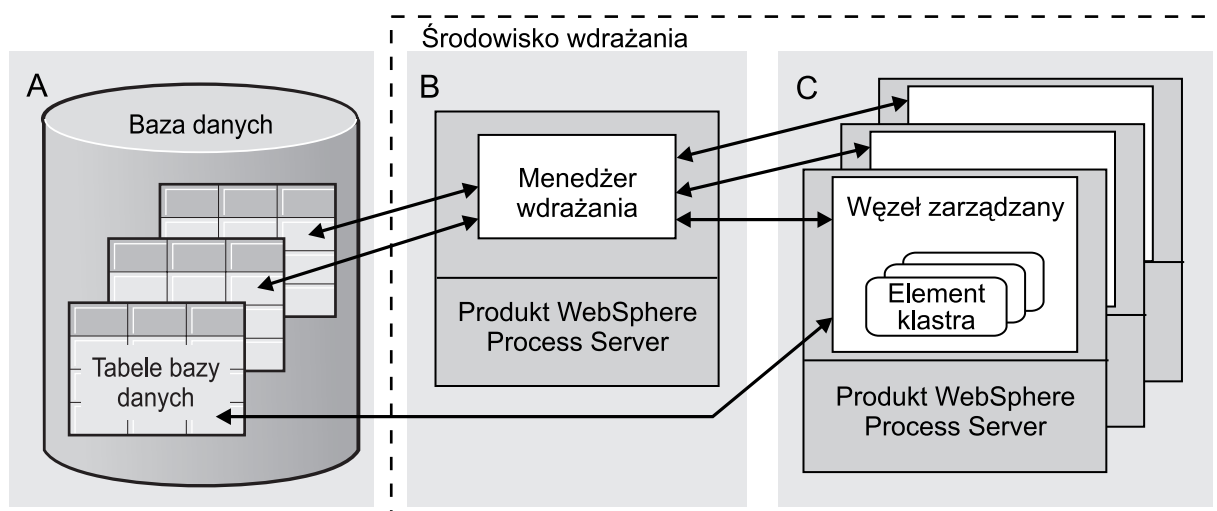 Środowisko wdrażania
A
Baza danych
Tabele bazy
danych
B
Menedżer
wdrażania
Produkt WebSphere
Process Server
C
Węzeł zarządzany
Element
klastra
Produkt WebSphere
Process Server